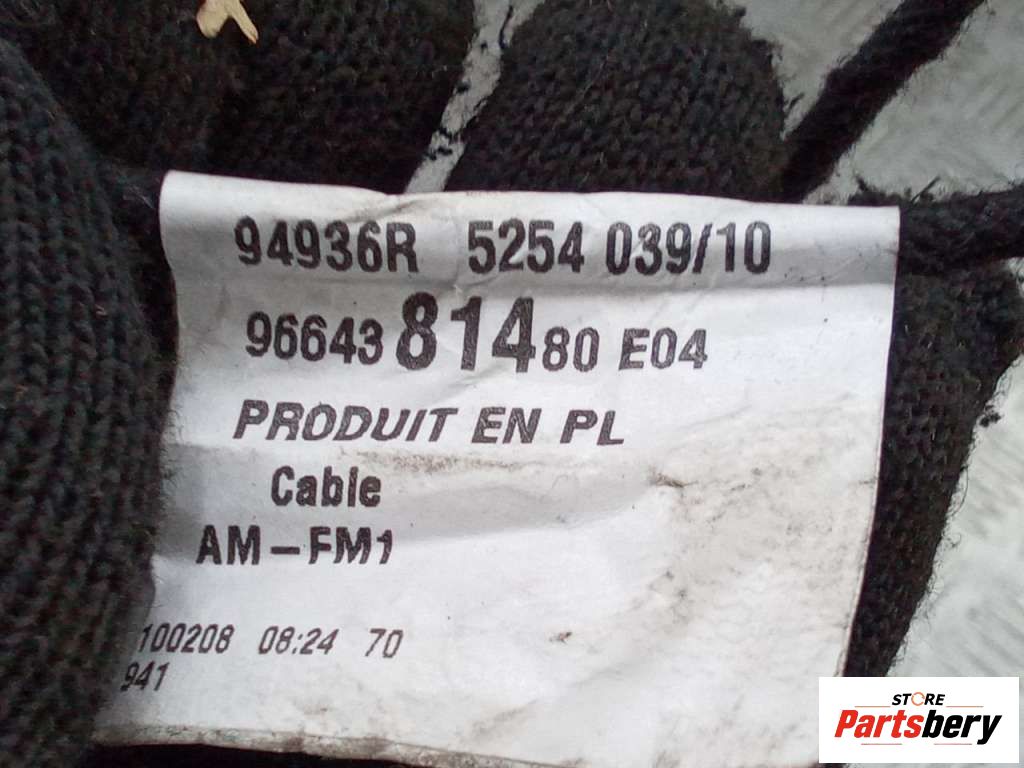 94936R 5254 039/10
96643 814 80 E04
PRODUIT EN PL
Cable
AM-FM1
100208 08:24 70
941
STORE
Partsbery